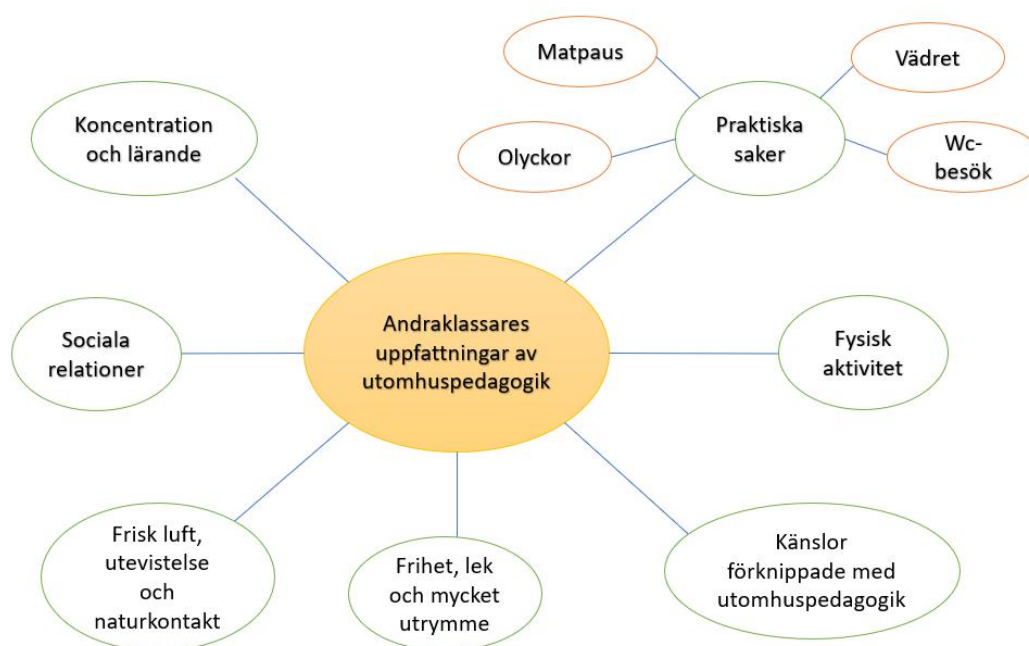 Matpaus
Vädret
Koncentration
och lärande
Praktiska
saker
Olyckor
Wc-
besök
Andraklassares
uppfattningar av
utomhuspedagogik
Sociala
relationer
Fysisk
aktivitet
Frisk luft,
utevistelse
och
naturkontakt
Frihet, lek
och mycket
utrymme
Känslor
förknippade med
utomhuspedagogik